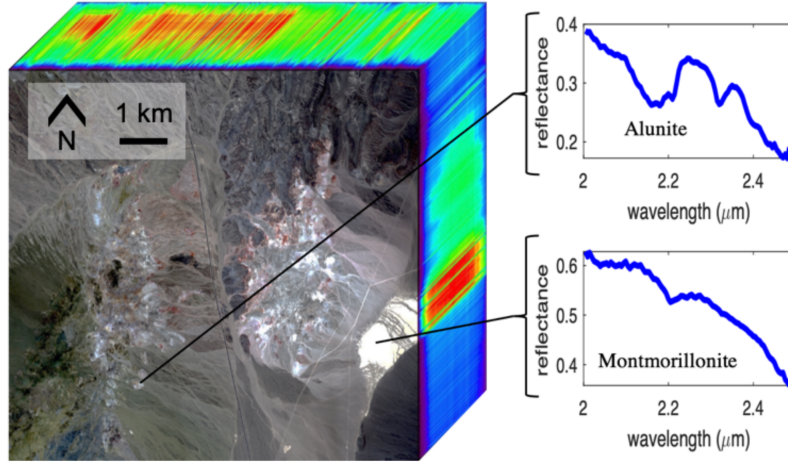 N
1 km
0.4
0.3
0.2
reflectance
Alunite
2
2.2
2.4
wavelength (μm)
0.6
0.5
0.4
reflectance
Montmorillonite
2
2.2
2.4
wavelength (μm)